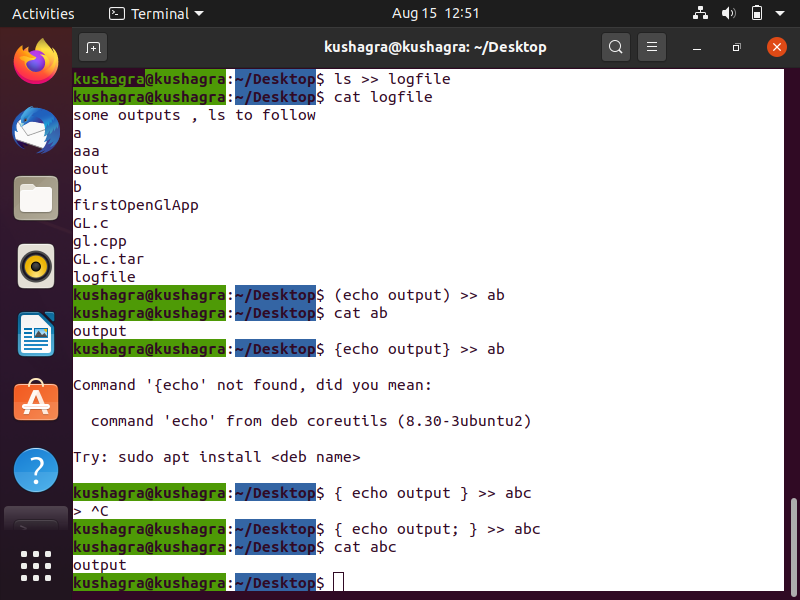 Activities Terminal Aug 15 12:51
kushagra@kushagra: ~/Desktop
kushagra@kushagra:~/Desktop$ ls >> logfile
kushagra@kushagra:~/Desktop$ cat logfile
some outputs , ls to follow
a
aaa
aout
b
firstOpenGlApp
GL.c
gl.cpp
GL.c.tar
logfile
kushagra@kushagra:~/Desktop$ (echo output) >> ab
kushagra@kushagra:~/Desktop$ cat ab
output
kushagra@kushagra:~/Desktop$ {echo output} >> ab
Command '{echo' not found, did you mean:
command 'echo' from deb coreutils (8.30-3ubuntu2)
Try: sudo apt install <deb name>
kushagra@kushagra:~/Desktop$ { echo output } >> abc
> ^C
kushagra@kushagra:~/Desktop$ { echo output; } >> abc
kushagra@kushagra:~/Desktop$ cat abc
output
kushagra@kushagra:~/Desktop$